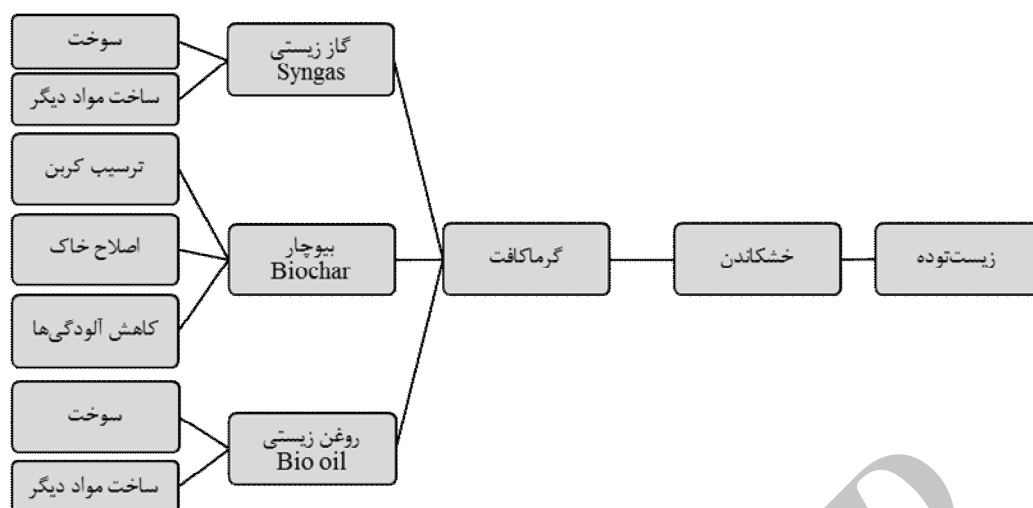 زیست‌توده
خشکاندن
گرماکافت
گاز زیستی
Syngas
سوخت
ساخت مواد دیگر
بیوچار
Biochar
ترسیب کربن
اصلاح خاک
کاهش آلودگی‌ها
روغن زیستی
Bio oil
سوخت
ساخت مواد دیگر